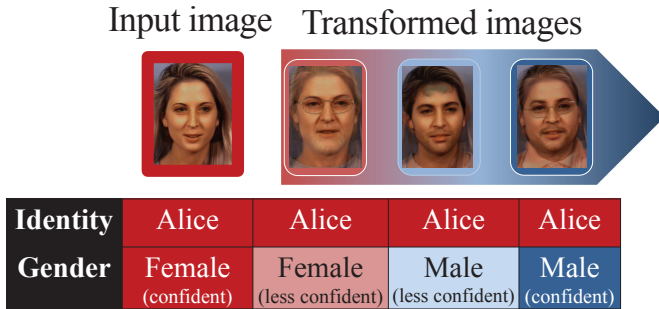 Input image Transformed images
Identity Alice Alice Alice Alice
Gender Female Female Male Male
(confident) (less confident) (less confident) (confident)